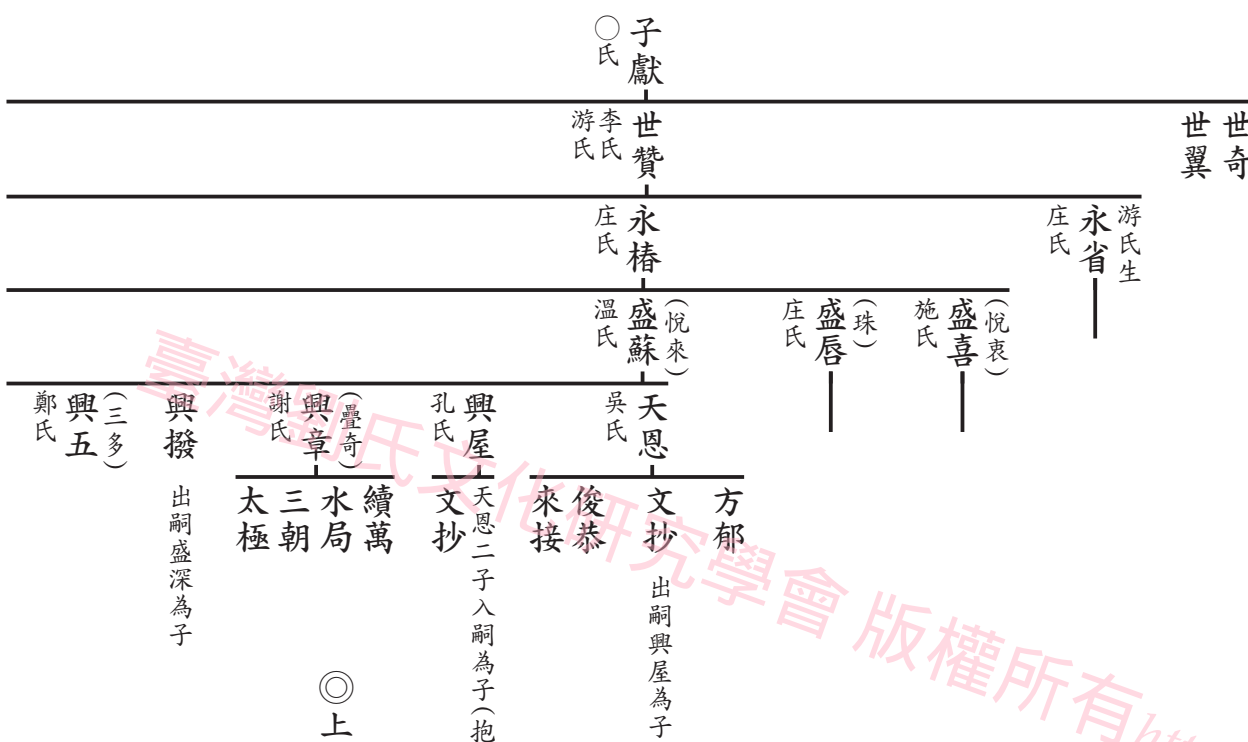 子獻
○氏
世奇
世翼
世贊
李氏
游氏
游氏生
永省
庄氏
永椿
庄氏
(悅衷)
盛喜
施氏
(珠)
盛唇
庄氏
(悅來)
盛蘇
溫氏
天恩
吳氏
興屋
孔氏
(疊奇)
興章
謝氏
興撥
出嗣盛深為子
(三多)
興五
鄭氏
方郁
文抄
出嗣興屋為子
俊恭
來接
天恩二子入嗣為子(抱
文抄
續萬
水局
三朝
太極
◎上
臺灣劉氏文化研究學會 版權所有